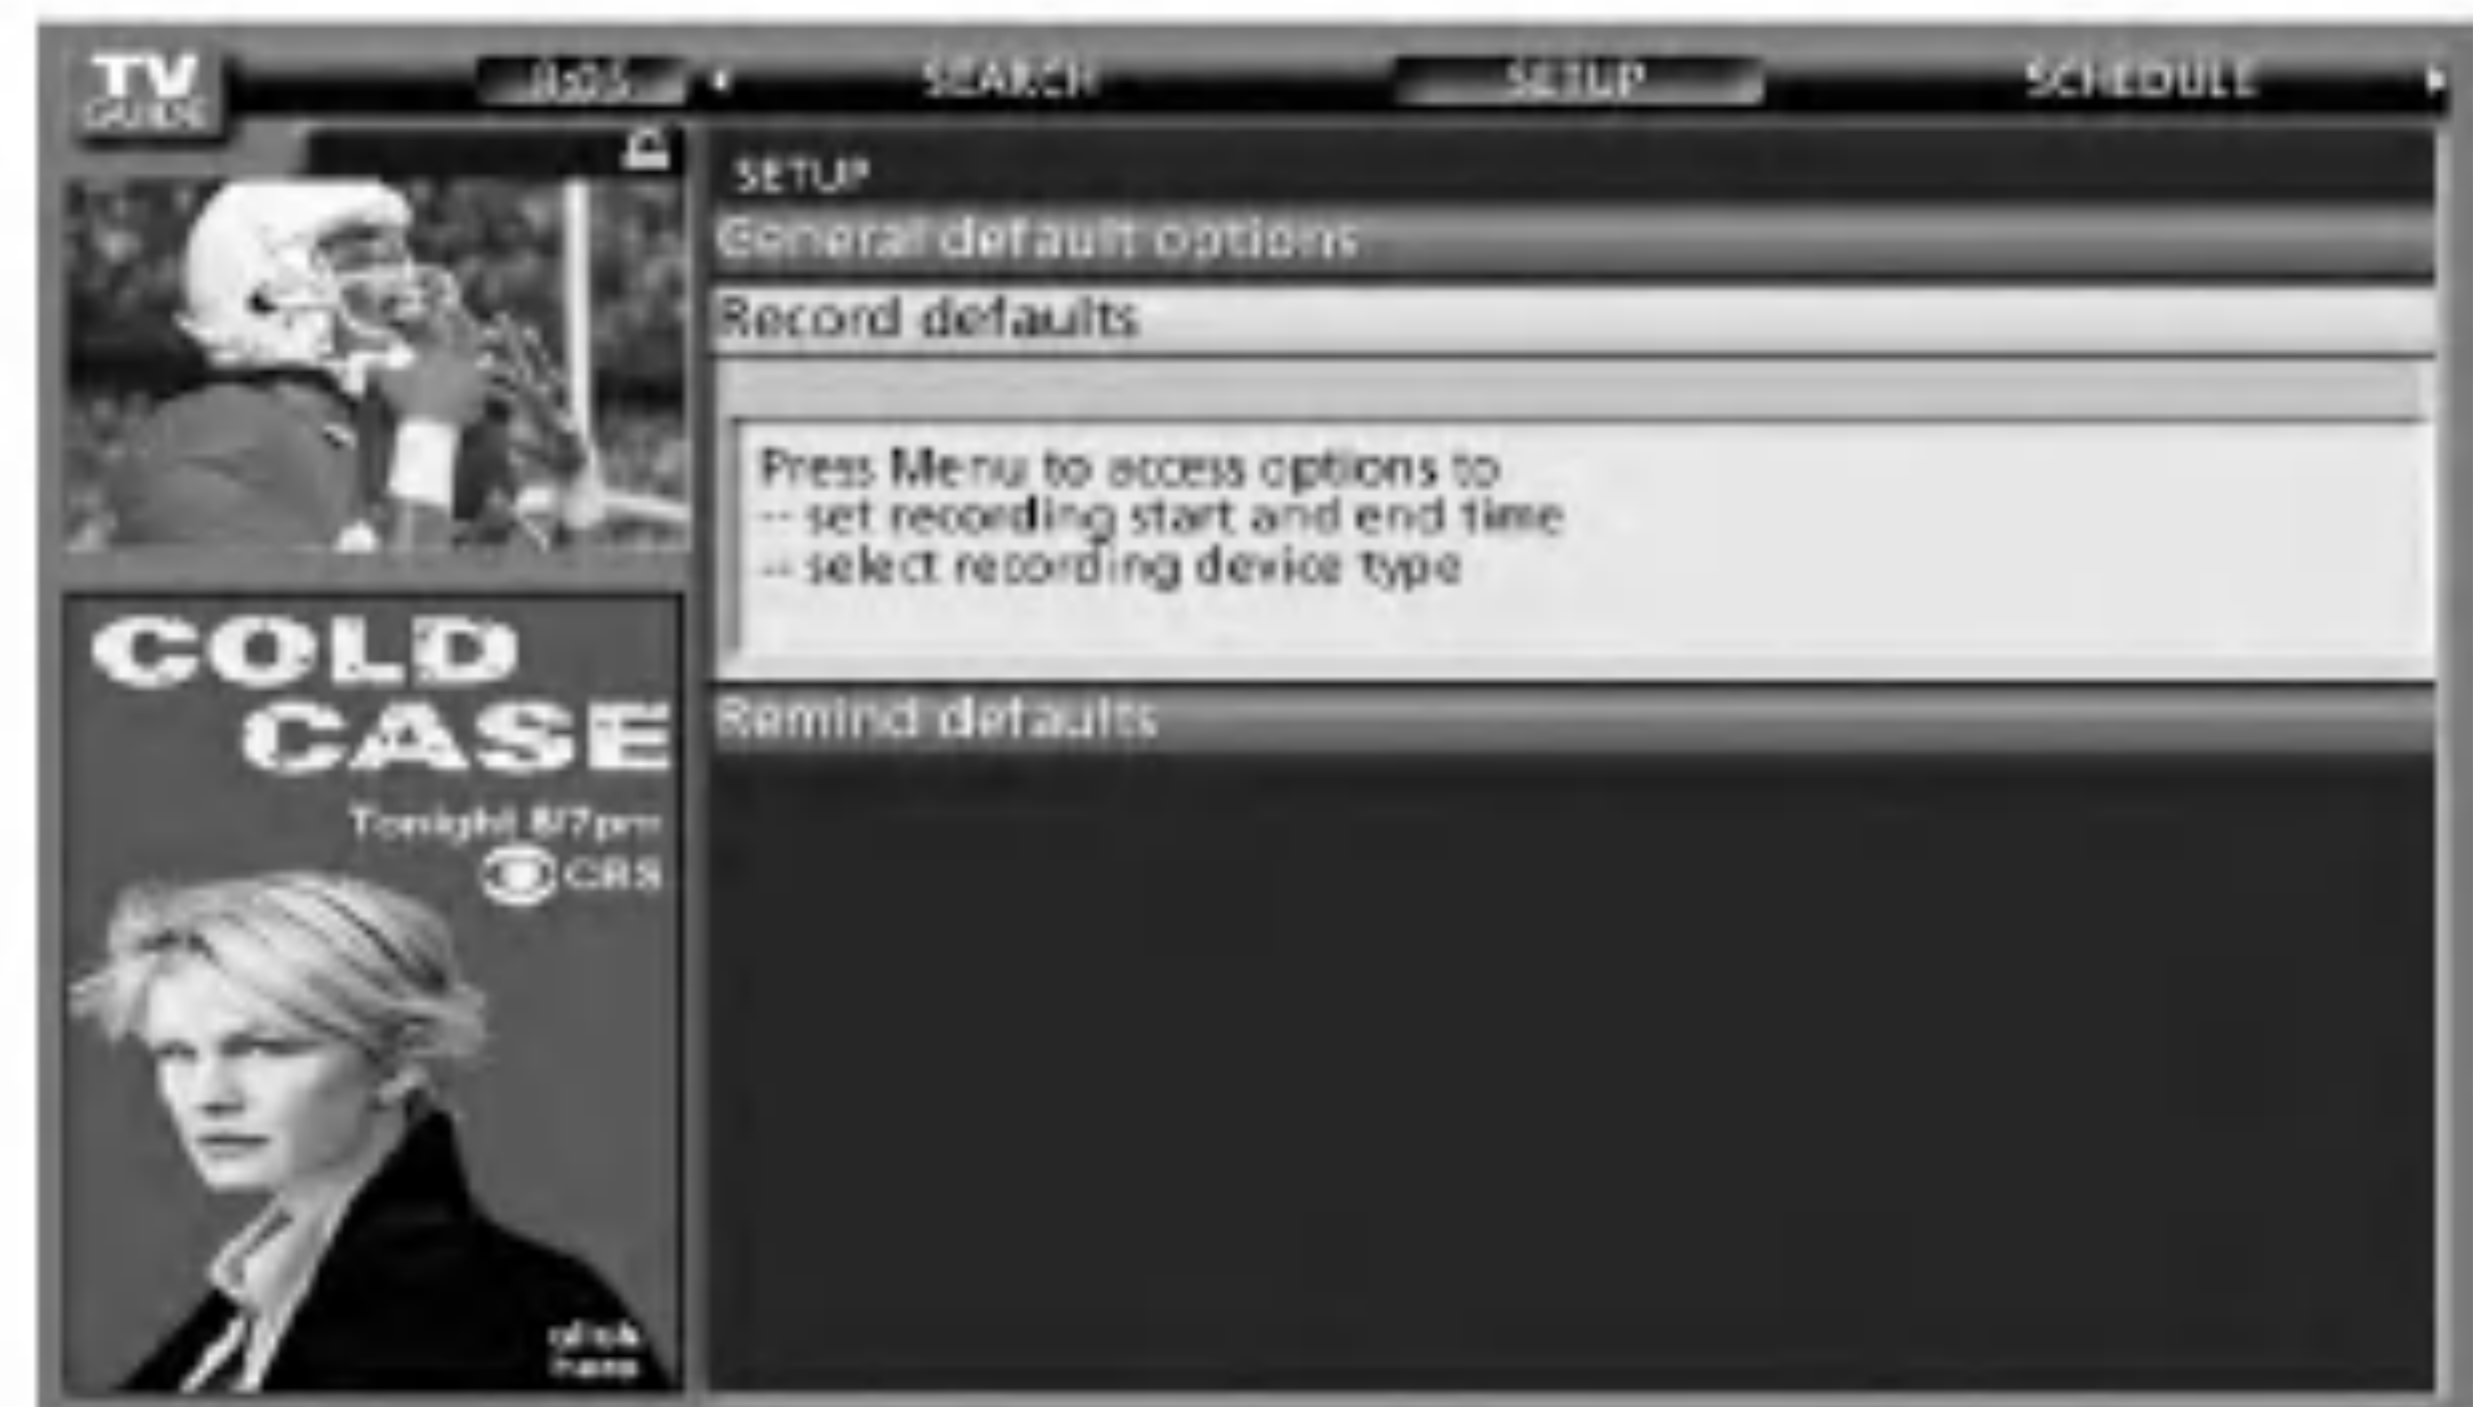 TV
GUIDE
SEARCH
SETUP
SCHEDULE
SETUP
General default options
Record defaults
Press Menu to access options to
-- set recording start and end time
-- select recording device type
Remind defaults
COLD
CASE
Tonight 8/7pm
CBS
click
here